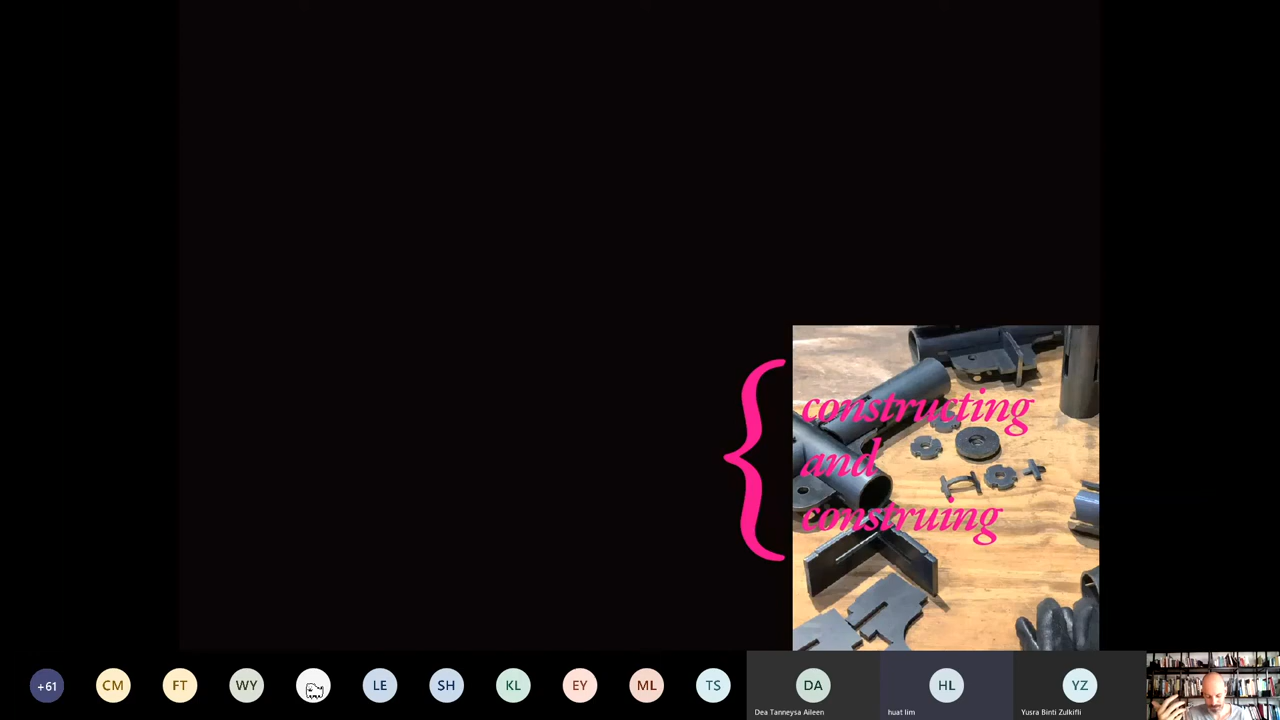 {
constructing
and
construing
+61
CM
FT
WY
LE
SH
KL
EY
ML
TS
DA
HL
YZ
Dea Tanneysa Aileen
huat lim
Yusra Binti Zulkifli